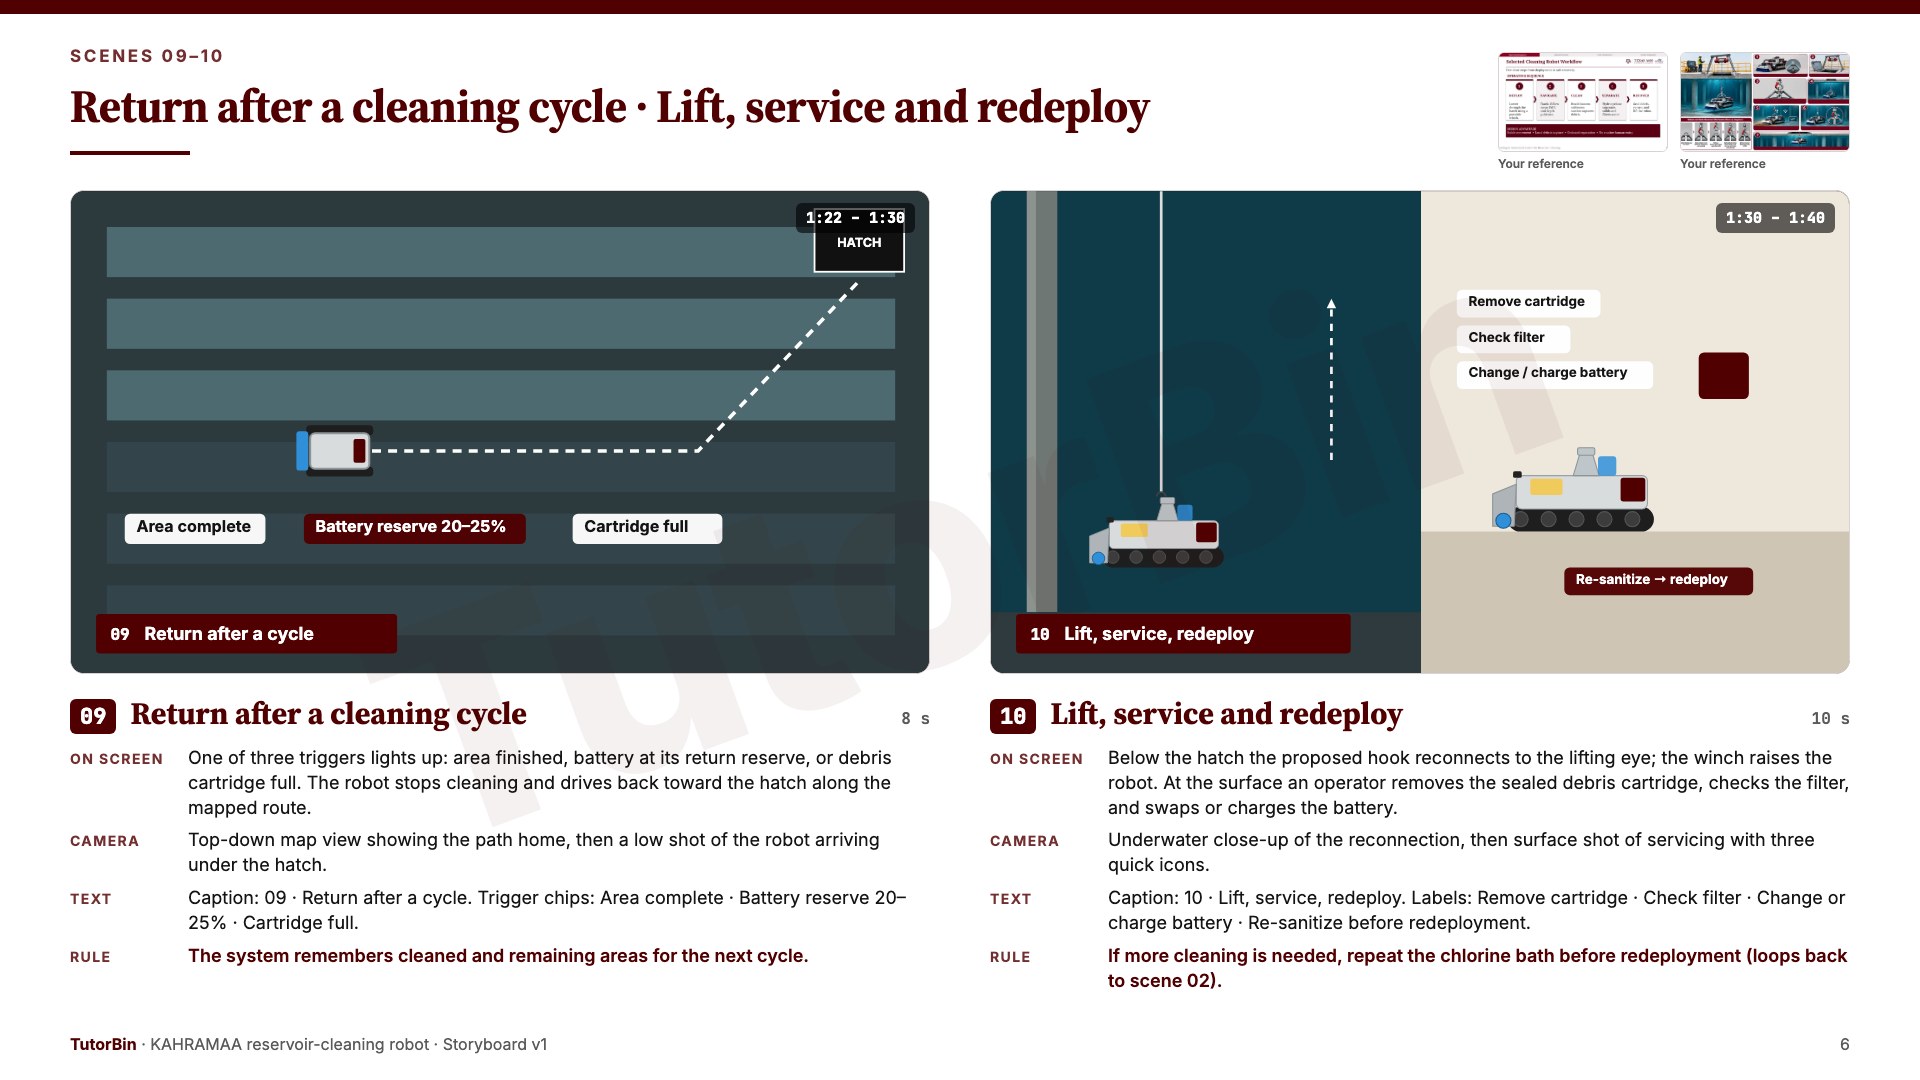 SCENES 09–10
Return after a cleaning cycle · Lift, service and redeploy
Selected Cleaning Robot Workflow
Your reference
Your reference
1:22 – 1:30
HATCH
Area complete
Battery reserve 20–25%
Cartridge full
09 Return after a cycle
1:30 – 1:40
Remove cartridge
Check filter
Change / charge battery
Re-sanitize → redeploy
10 Lift, service, redeploy
TutorBin
09 Return after a cleaning cycle
8 s
ON SCREEN
One of three triggers lights up: area finished, battery at its return reserve, or debris
cartridge full. The robot stops cleaning and drives back toward the hatch along the
mapped route.
CAMERA
Top-down map view showing the path home, then a low shot of the robot arriving
under the hatch.
TEXT
Caption: 09 · Return after a cycle. Trigger chips: Area complete · Battery reserve 20–
25% · Cartridge full.
RULE
The system remembers cleaned and remaining areas for the next cycle.
10 Lift, service and redeploy
10 s
ON SCREEN
Below the hatch the proposed hook reconnects to the lifting eye; the winch raises the
robot. At the surface an operator removes the sealed debris cartridge, checks the filter,
and swaps or charges the battery.
CAMERA
Underwater close-up of the reconnection, then surface shot of servicing with three
quick icons.
TEXT
Caption: 10 · Lift, service, redeploy. Labels: Remove cartridge · Check filter · Change or
charge battery · Re-sanitize before redeployment.
RULE
If more cleaning is needed, repeat the chlorine bath before redeployment (loops back
to scene 02).
TutorBin · KAHRAMAA reservoir-cleaning robot · Storyboard v1
6